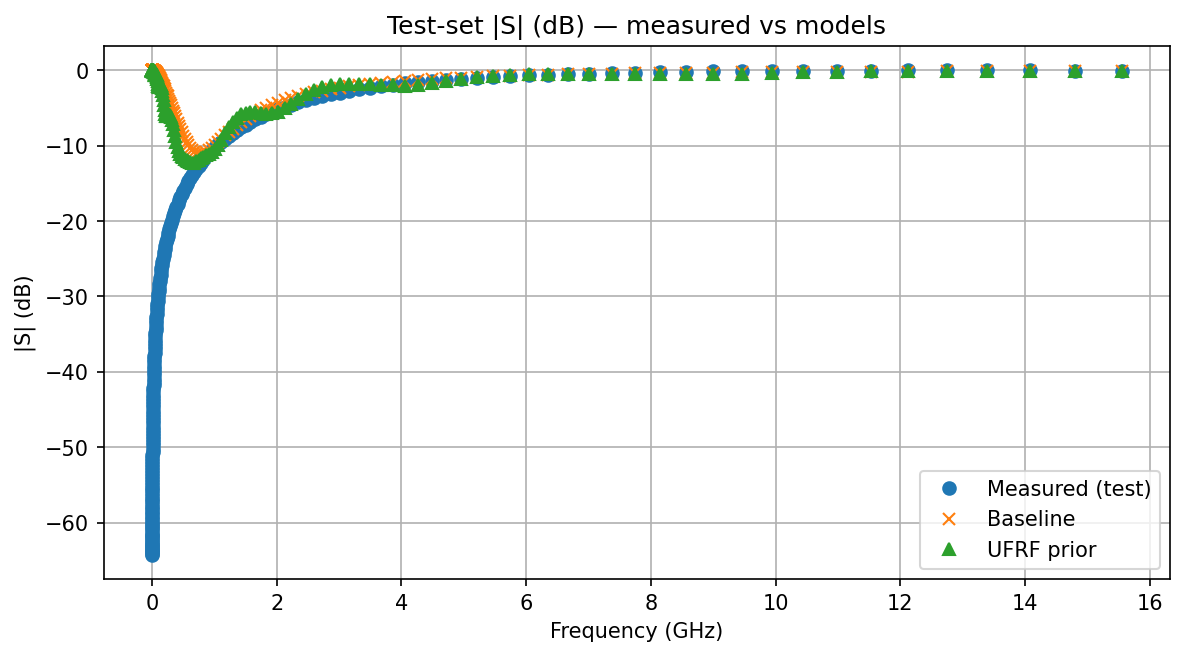 Test-set |S| (dB) — measured vs models
|S| (dB)
0
−10
−20
−30
−40
−50
−60
Measured (test)
Baseline
UFRF prior
0 2 4 6 8 10 12 14 16
Frequency (GHz)